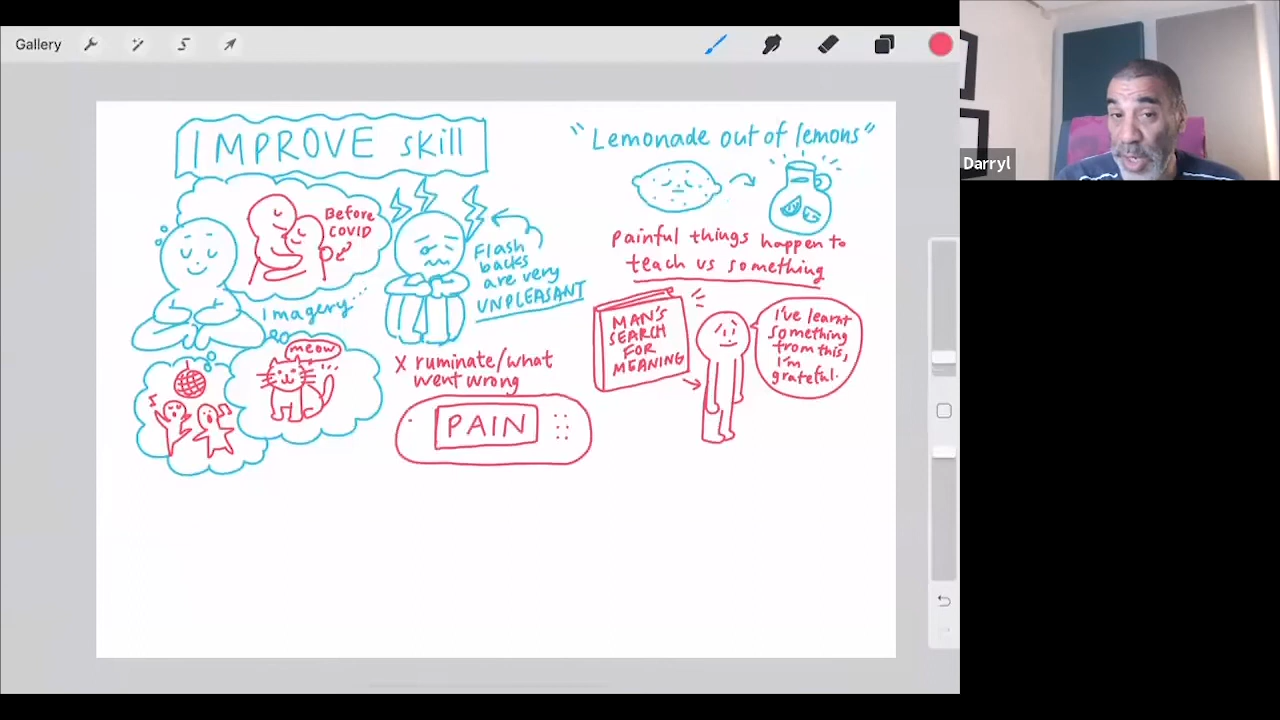 Gallery
IMPROVE skill
Before
COVID
Imagery...
meow
Flash
backs
are very
UNPLEASANT
X ruminate/what
went wrong
PAIN
"Lemonade out of lemons"
Painful things happen to
teach us something
MAN'S
SEARCH
FOR
MEANING
I've learnt
something
from this,
I'm
grateful.
Darryl